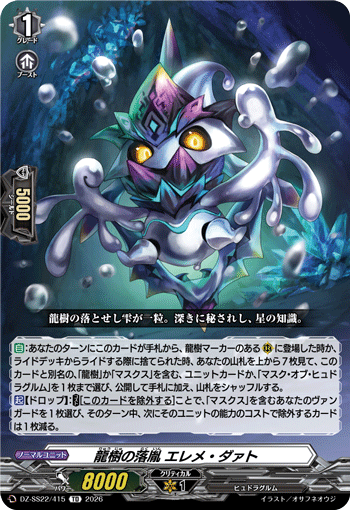 1
グレード
ブースト
5000
シールド
龍樹の落とせし雫が一粒。深きに秘されし、星の知識。
自:あなたのターンにこのカードが手札から、龍樹マーカーのあるⓇに登場した時か、
ライドデッキからライドする際に捨てられた時、あなたの山札を上から7枚見て、この
カードと別名の、「龍樹」か「マスクス」を含む、ユニットカードか、「マスク・オブ・ヒュド
ラグルム」を1枚まで選び、公開して手札に加え、山札をシャッフルする。
起【ドロップ】:【このカードを除外する】ことで、「マスクス」を含むあなたのヴァン
ガードを1枚選び、そのターン中、次にそのユニットの能力のコストで除外するカード
は1枚減る。
ノーマルユニット
龍樹の落胤 エレメ・ダァト
パワー 8000
クリティカル
1
ヒュドラグルム
DZ-SS22/415 TD 2026
イラスト/オサフネオウジ